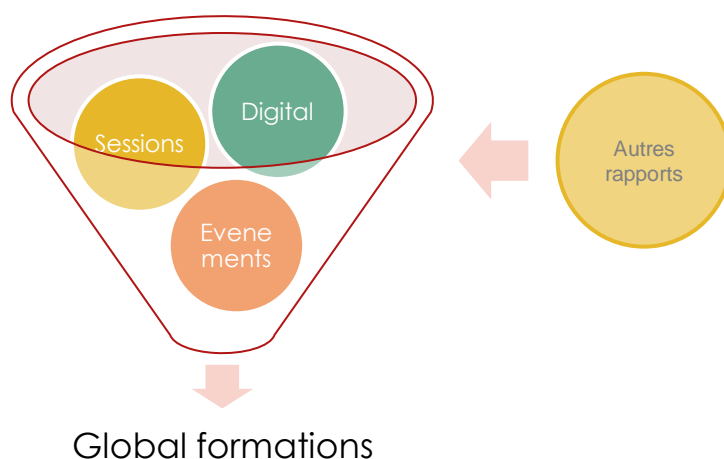 Digital
Sessions
Evene
ments
Autres
rapports
Global formations